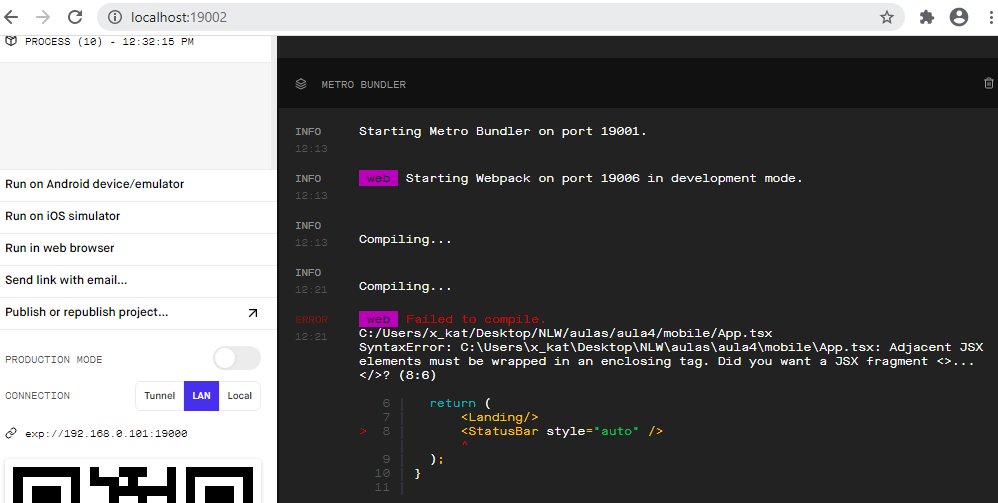 localhost:19002
PROCESS (10) - 12:32:15 PM
Run on Android device/emulator
Run on iOS simulator
Run in web browser
Send link with email...
Publish or republish project...
PRODUCTION MODE
CONNECTION Tunnel LAN Local
exp://192.168.0.101:19000
METRO BUNDLER
INFO Starting Metro Bundler on port 19001.
12:13
INFO web Starting Webpack on port 19006 in development mode.
12:13
INFO
12:13 Compiling...
INFO
12:21 Compiling...
ERROR web Failed to compile.
12:21 C:/Users/x_kat/Desktop/NLW/aulas/aula4/mobile/App.tsx
SyntaxError: C:\Users\x_kat\Desktop\NLW\aulas\aula4\mobile\App.tsx: Adjacent JSX
elements must be wrapped in an enclosing tag. Did you want a JSX fragment <>...
</>? (8:6)
6 | return (
7 | <Landing/>
> 8 | <StatusBar style="auto" />
| ^
9 | );
10 | }
11 |